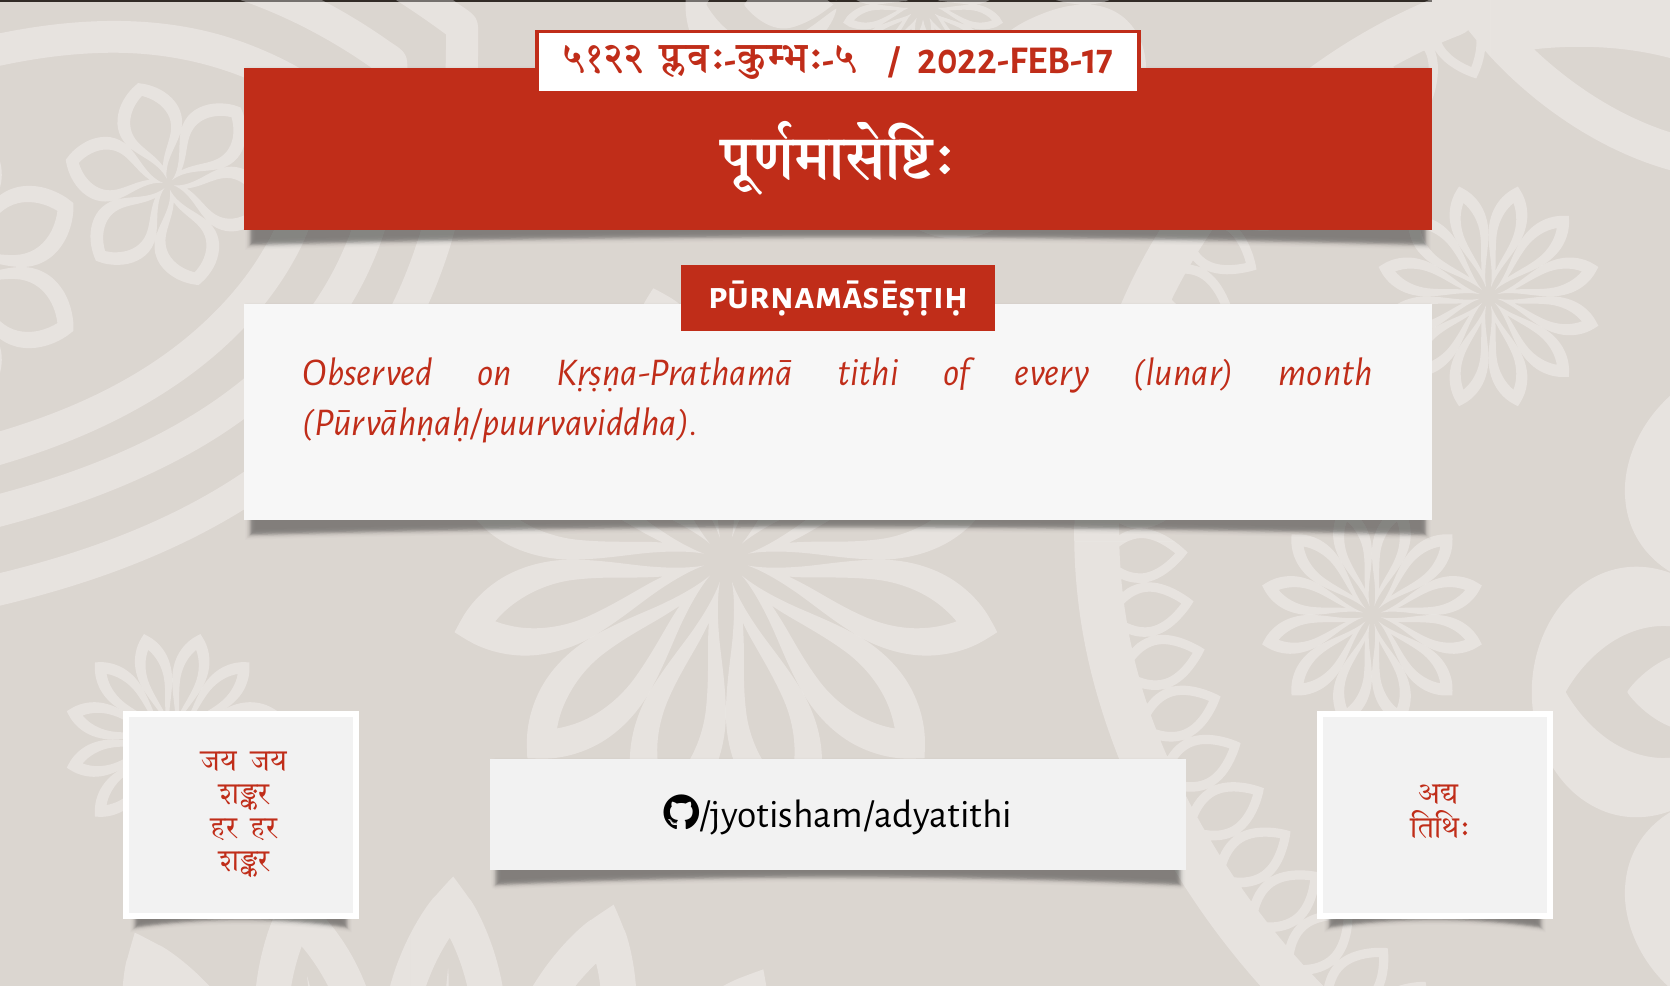 ५१२२ प्लवः-कुम्भः-५ / 2022-FEB-17
पूर्णमासेष्टिः
PŪRṆAMĀSĒṢṬIḤ
Observed on Kṛṣṇa-Prathamā tithi of every (lunar) month
(Pūrvāhṇaḥ/puurvaviddha).
जय जय
शङ्कर
हर हर
शङ्कर
/jyotisham/adyatithi
अद्य
तिथिः